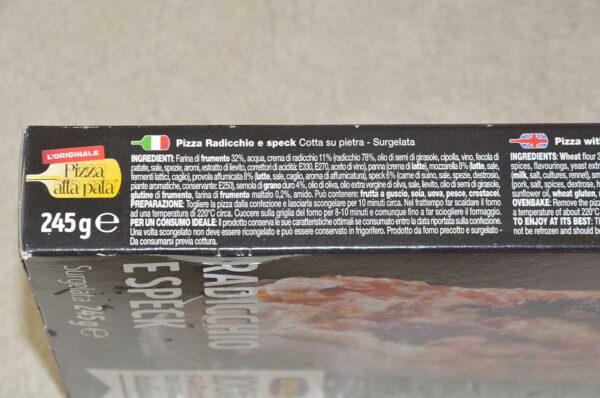 L'ORIGINALE
Pizza
alla pala
245 g e
Pizza Radicchio e speck Cotta su pietra - Surgelata
INGREDIENTI: Farina di frumento 32%, acqua, crema di radicchio 11% (radicchio 78%, olio di semi di girasole, cipolla, vino, fecola di
patate, sale, spezie, aromi, estratto di lievito, correttori di acidità: E330, E270, aceto di vino), panna (crema di latte), mozzarella 8% (latte, sale,
fermenti lattici, caglio), provola affumicata 8% (latte, sale, caglio, aroma di affumicatura), speck 6% (carne di suino, sale, spezie, destrosio,
piante aromatiche, conservante: E250), semola di grano duro 4%, olio di oliva, olio extra vergine di oliva, sale, lievito, olio di semi di girasole,
glutine di frumento, farina di frumento maltato 0,2%, amido. Può contenere: frutta a guscio, soia, uova, pesce, crostacei.
PREPARAZIONE: Togliere la pizza dalla confezione e lasciarla scongelare per 10 minuti circa. Nel frattempo far scaldare il forno
ad una temperatura di 220°C circa. Cuocere sulla griglia del forno per 8-10 minuti e comunque fino a far sciogliere il formaggio.
PER UN CONSUMO IDEALE: Il prodotto conserva le sue caratteristiche ottimali se consumato entro la data riportata sulla confezione.
Una volta scongelato non deve essere ricongelato e può essere conservato in frigorifero. Prodotto da forno precotto e surgelato -
Da consumarsi previa cottura.
Pizza wit
INGREDIENTS: Wheat flour 3
spices, flavourings, yeast extr
milk, salt, cultures, rennet), s
(pork, salt, spices, dextrose,
sunflower oil, wheat gluten,
OVENBAKE: Remove the pizz
a temperature of about 220°C
TO ENJOY AT ITS BEST:
not be refrozen and should be
RADICCHIO
E SPECK
Surgelata 245g e